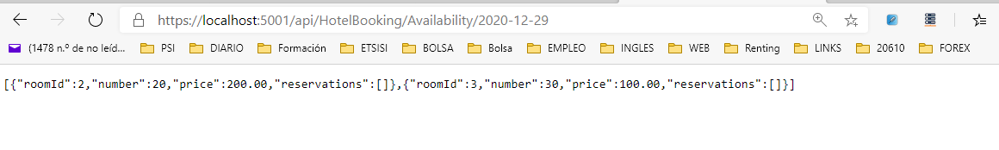 https://localhost:5001/api/HotelBooking/Availability/2020-12-29
(1478 n.º de no leíd... PSI DIARIO Formación ETSISI BOLSA Bolsa EMPLEO INGLES WEB Renting LINKS 20610 FOREX
[{"roomId":2,"number":20,"price":200.00,"reservations":[]},{"roomId":3,"number":30,"price":100.00,"reservations":[]}]